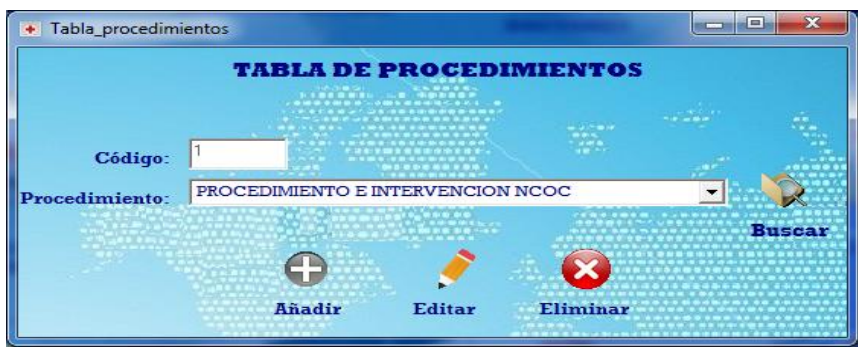 Tabla_procedimientos
TABLA DE PROCEDIMIENTOS
Código: 1
Procedimiento: PROCEDIMIENTO E INTERVENCION NCOC
Buscar
Añadir Editar Eliminar